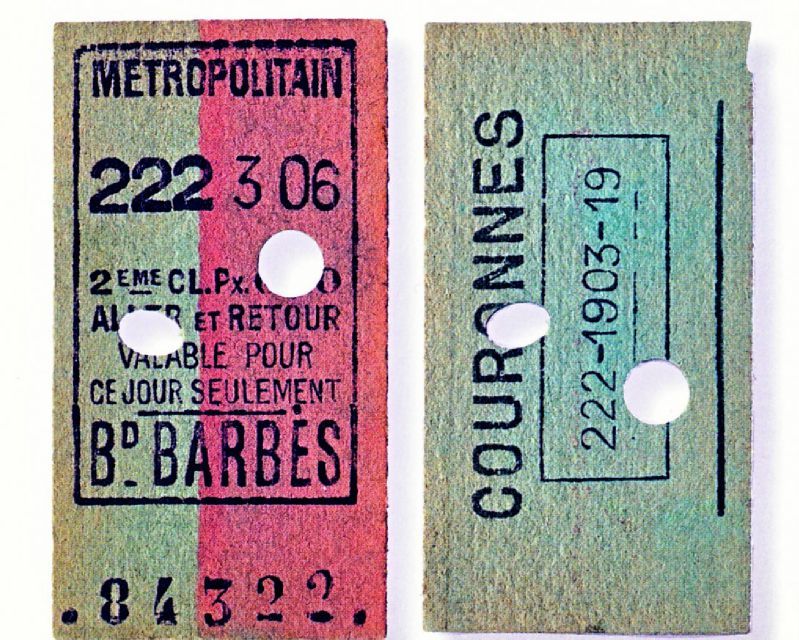 METROPOLITAIN
222 3 06
2EME CL.Px.
ET RETOUR
VALABLE POUR
CE JOUR SEULEMENT
BD BARBÈS
.84322.
COURONNES
222-1903-19